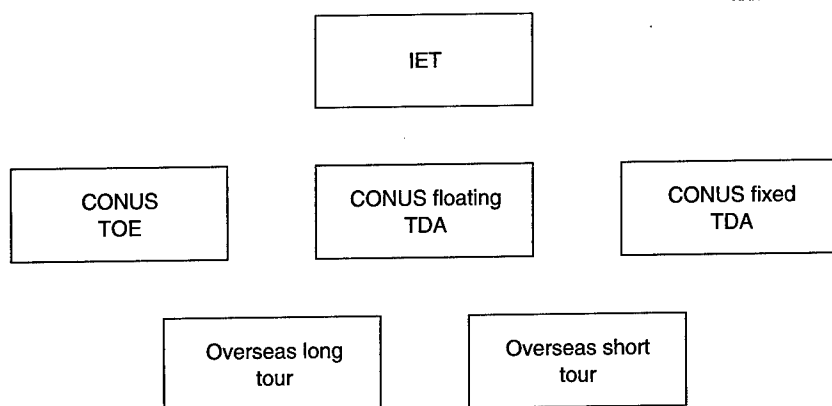 IET
CONUS
TOE
CONUS floating
TDA
CONUS fixed
TDA
Overseas long
tour
Overseas short
tour